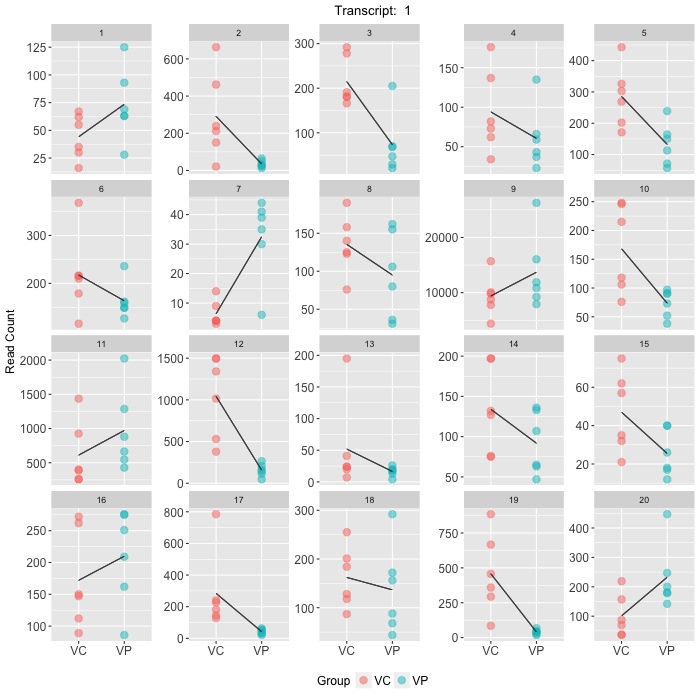 Transcript: 1
1 2 3 4 5
125 100 75 50 25
600 400 200 0
300 200 100
150 100 50
400 300 200 100
6 7 8 9 10
300 200
40 30 20 10
150 100 50
20000 10000
250 200 150 100 50
Read Count
11 12 13 14 15
2000 1500 1000 500
1500 1000 500 0
200 150 100 50 0
200 150 100 50
60 40 20
16 17 18 19 20
250 200 150 100
800 600 400 200 0
300 200 100
750 500 250 0
400 300 200 100
VC VP VC VP VC VP VC VP VC VP
Group VC VP